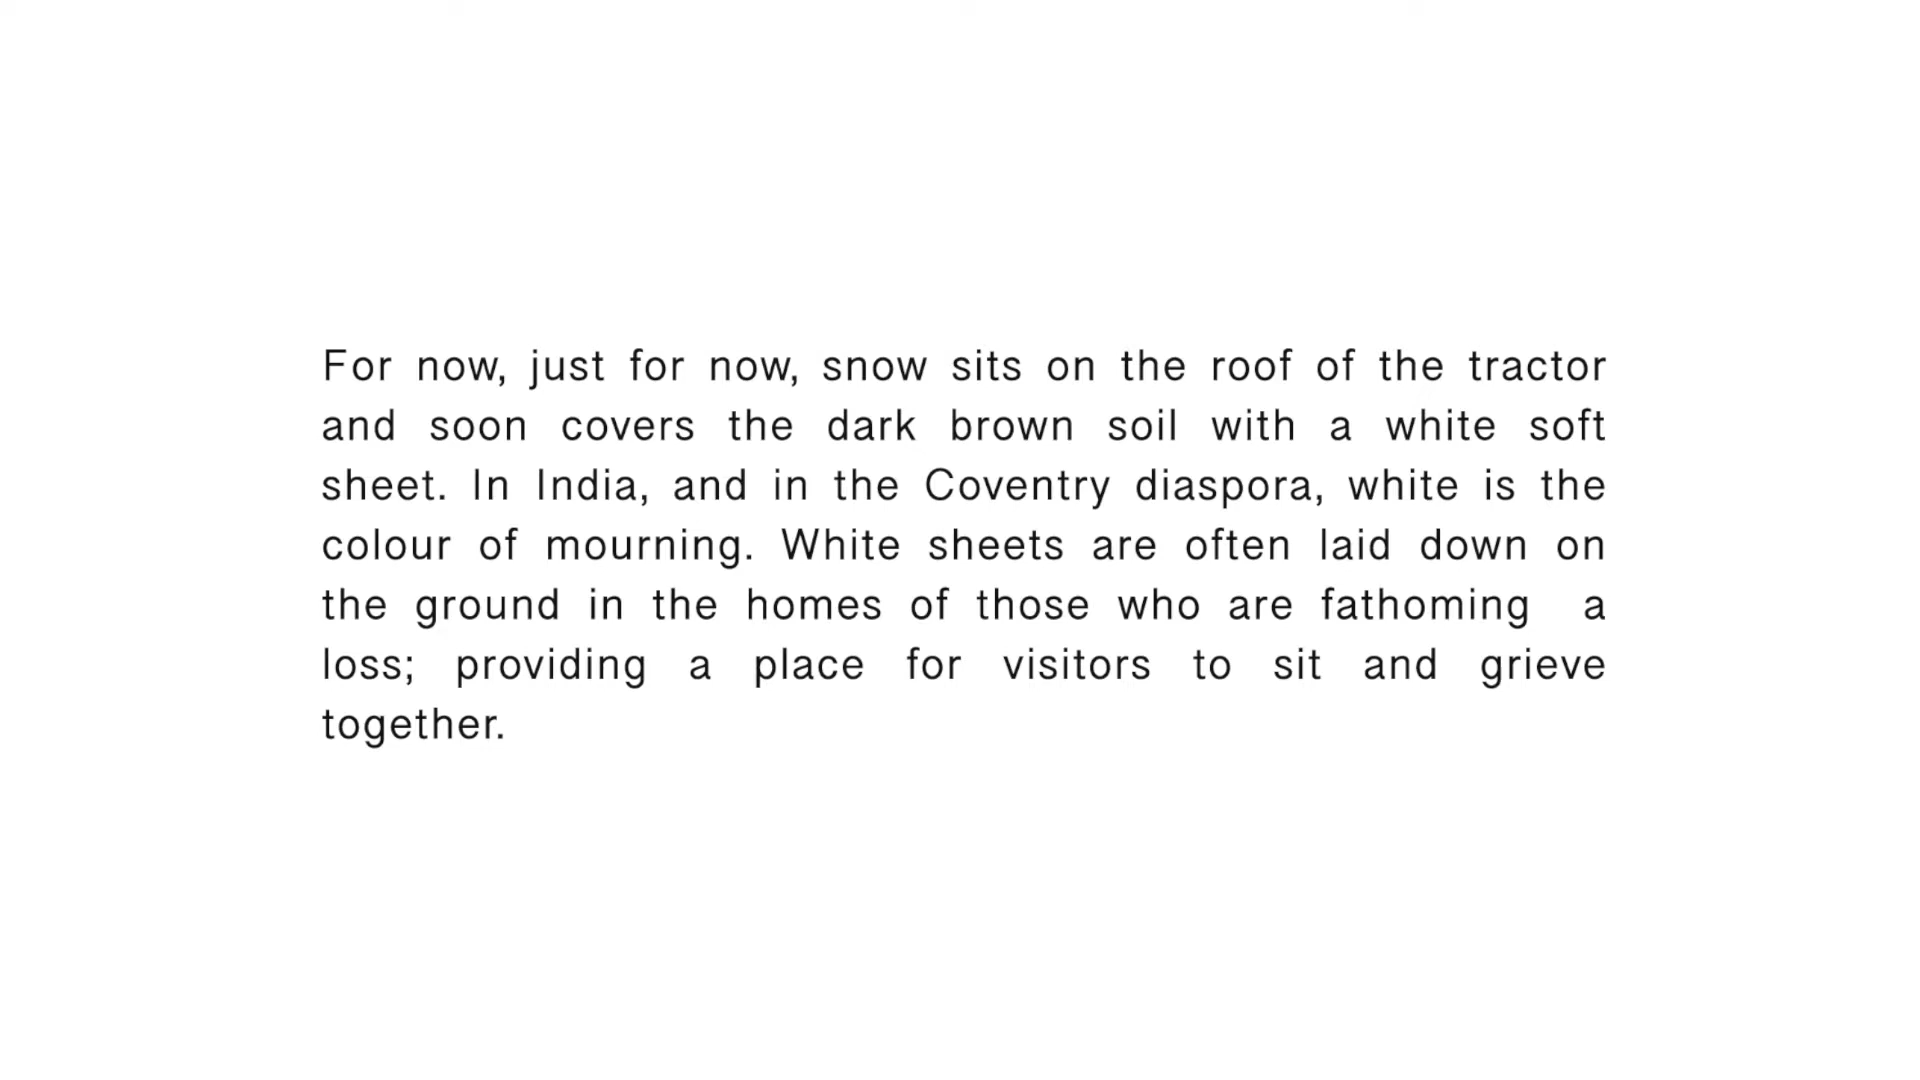 For now, just for now, snow sits on the roof of the tractor
and soon covers the dark brown soil with a white soft
sheet. In India, and in the Coventry diaspora, white is the
colour of mourning. White sheets are often laid down on
the ground in the homes of those who are fathoming a
loss; providing a place for visitors to sit and grieve
together.